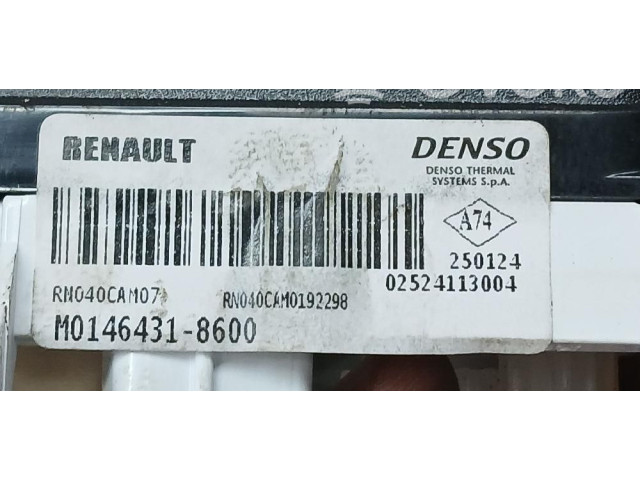 RENAULT
DENSO
DENSO THERMAL
SYSTEMS S.p.A.
A74
250124
02524113004
RN040CAM07
RN040CAM0192298
M0146431-8600